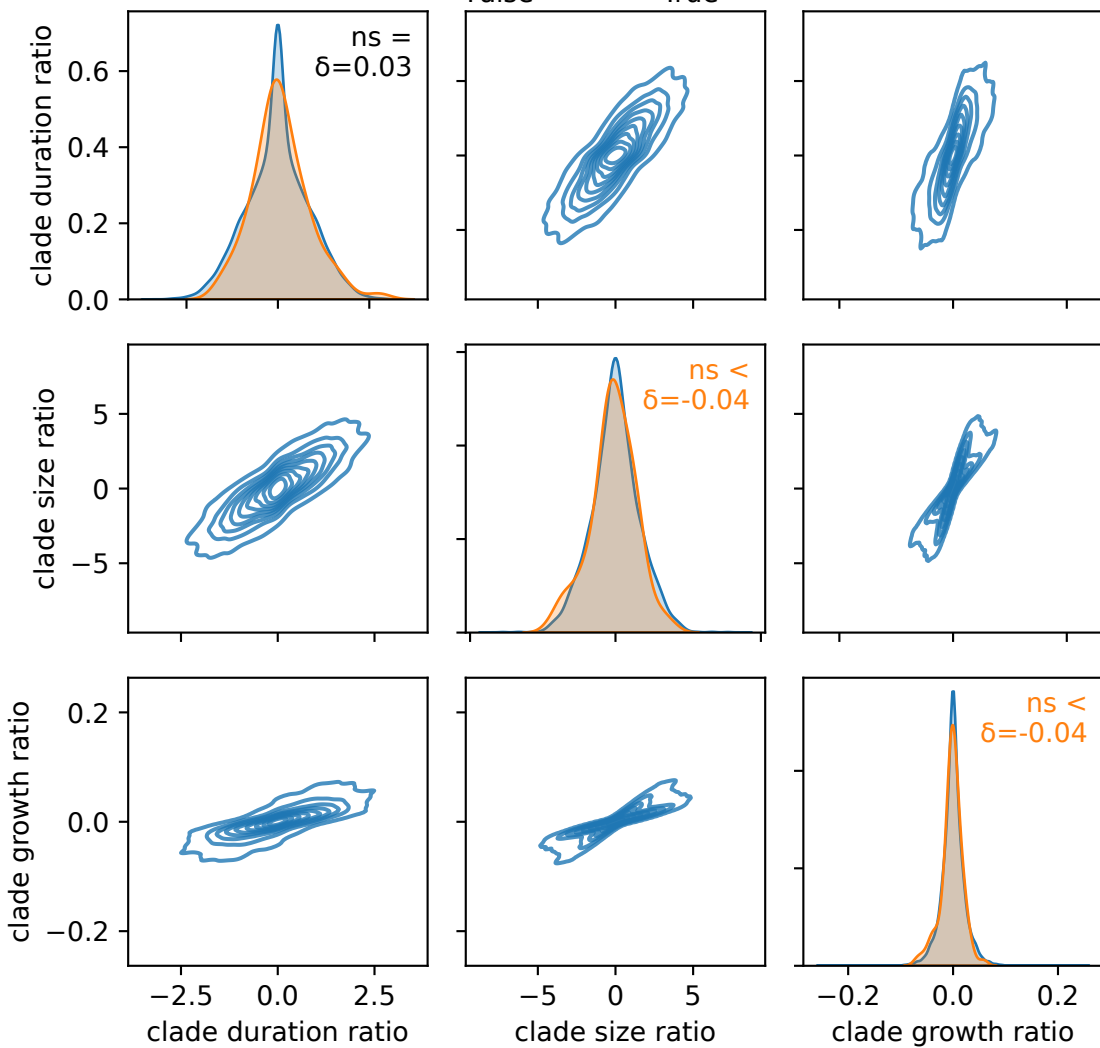 clade duration ratio
0.6
0.4
0.2
0.0
ns =
δ=0.03
clade size ratio
5
0
−5
ns <
δ=-0.04
clade growth ratio
0.2
0.0
−0.2
ns <
δ=-0.04
−2.5 0.0 2.5
−5 0 5
−0.2 0.0 0.2
clade duration ratio
clade size ratio
clade growth ratio